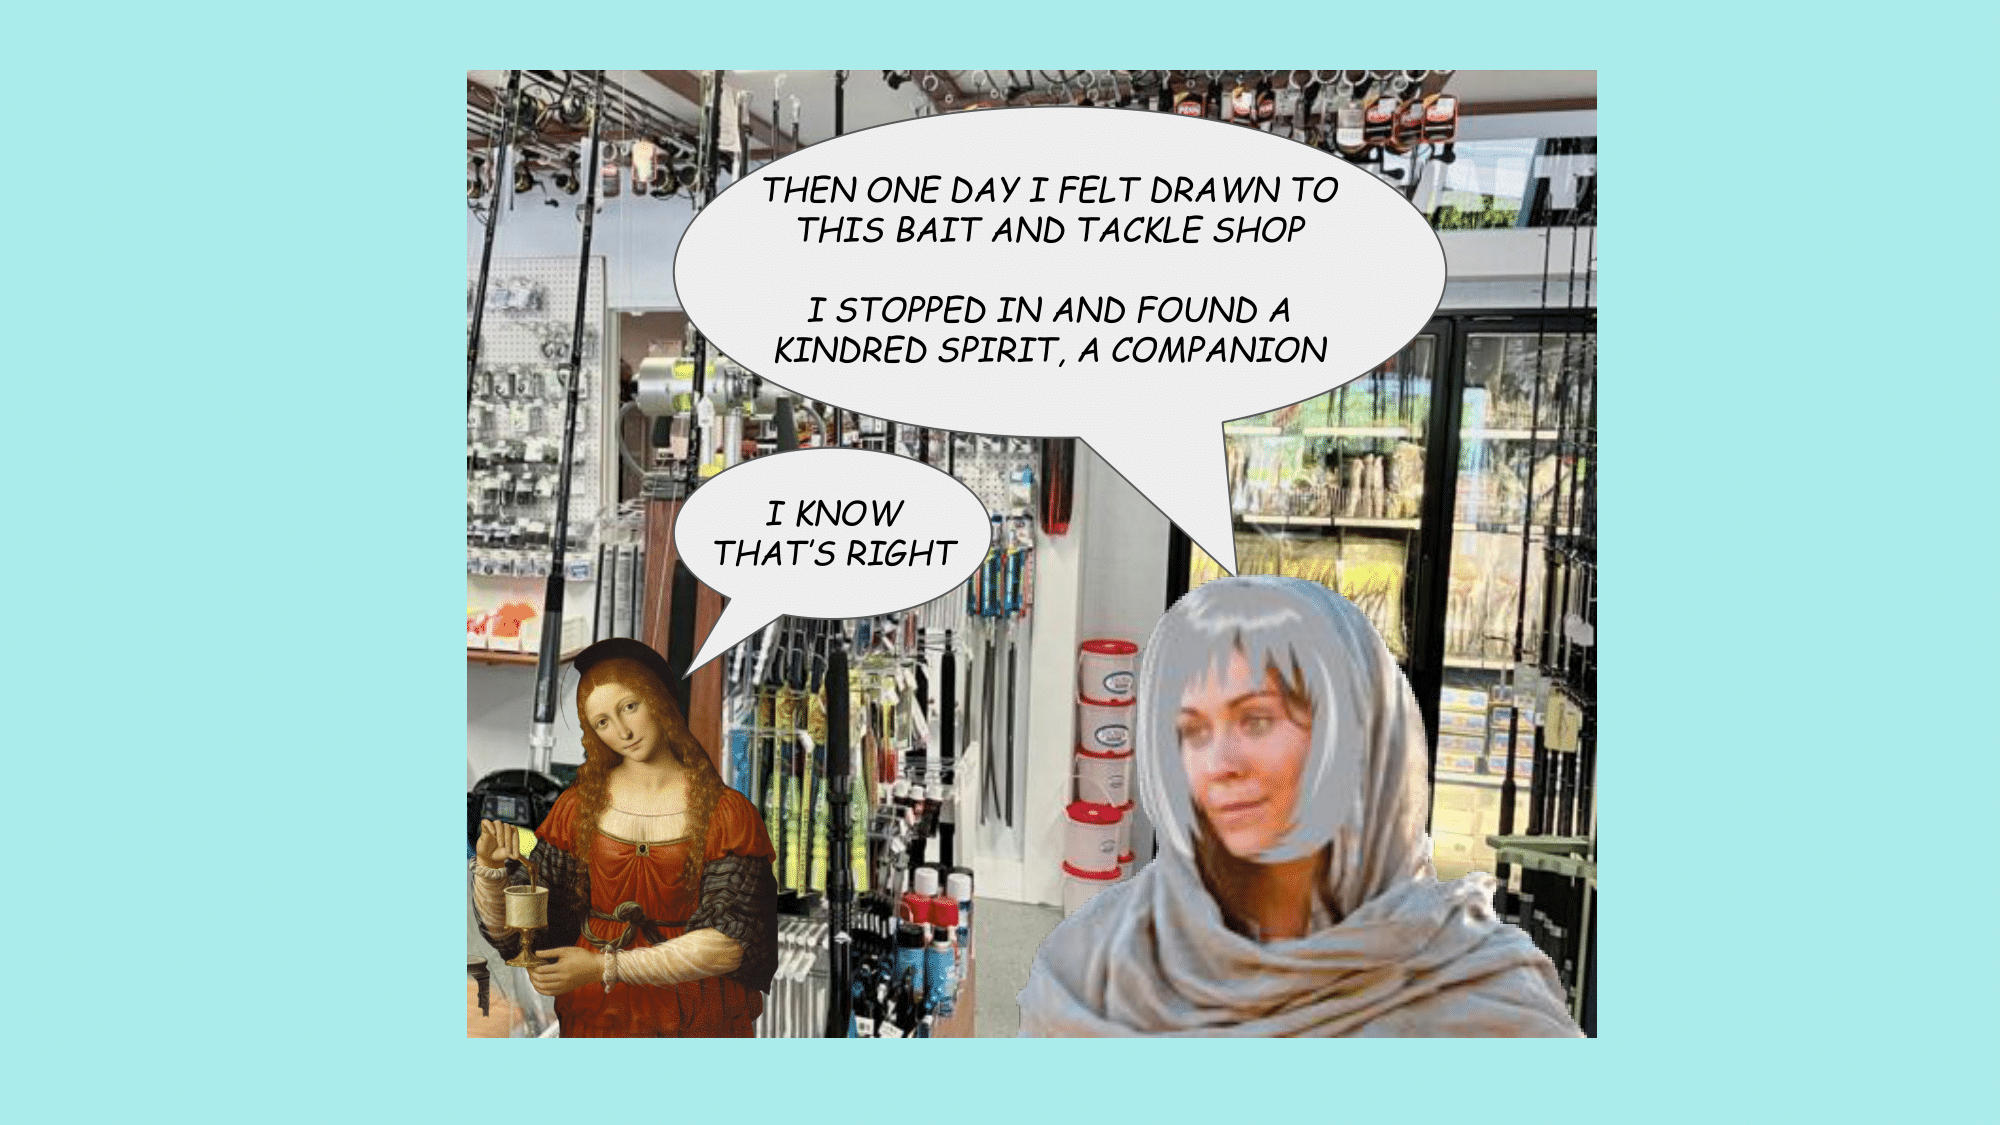 THEN ONE DAY I FELT DRAWN TO
THIS BAIT AND TACKLE SHOP
I STOPPED IN AND FOUND A
KINDRED SPIRIT, A COMPANION
I KNOW
THAT'S RIGHT